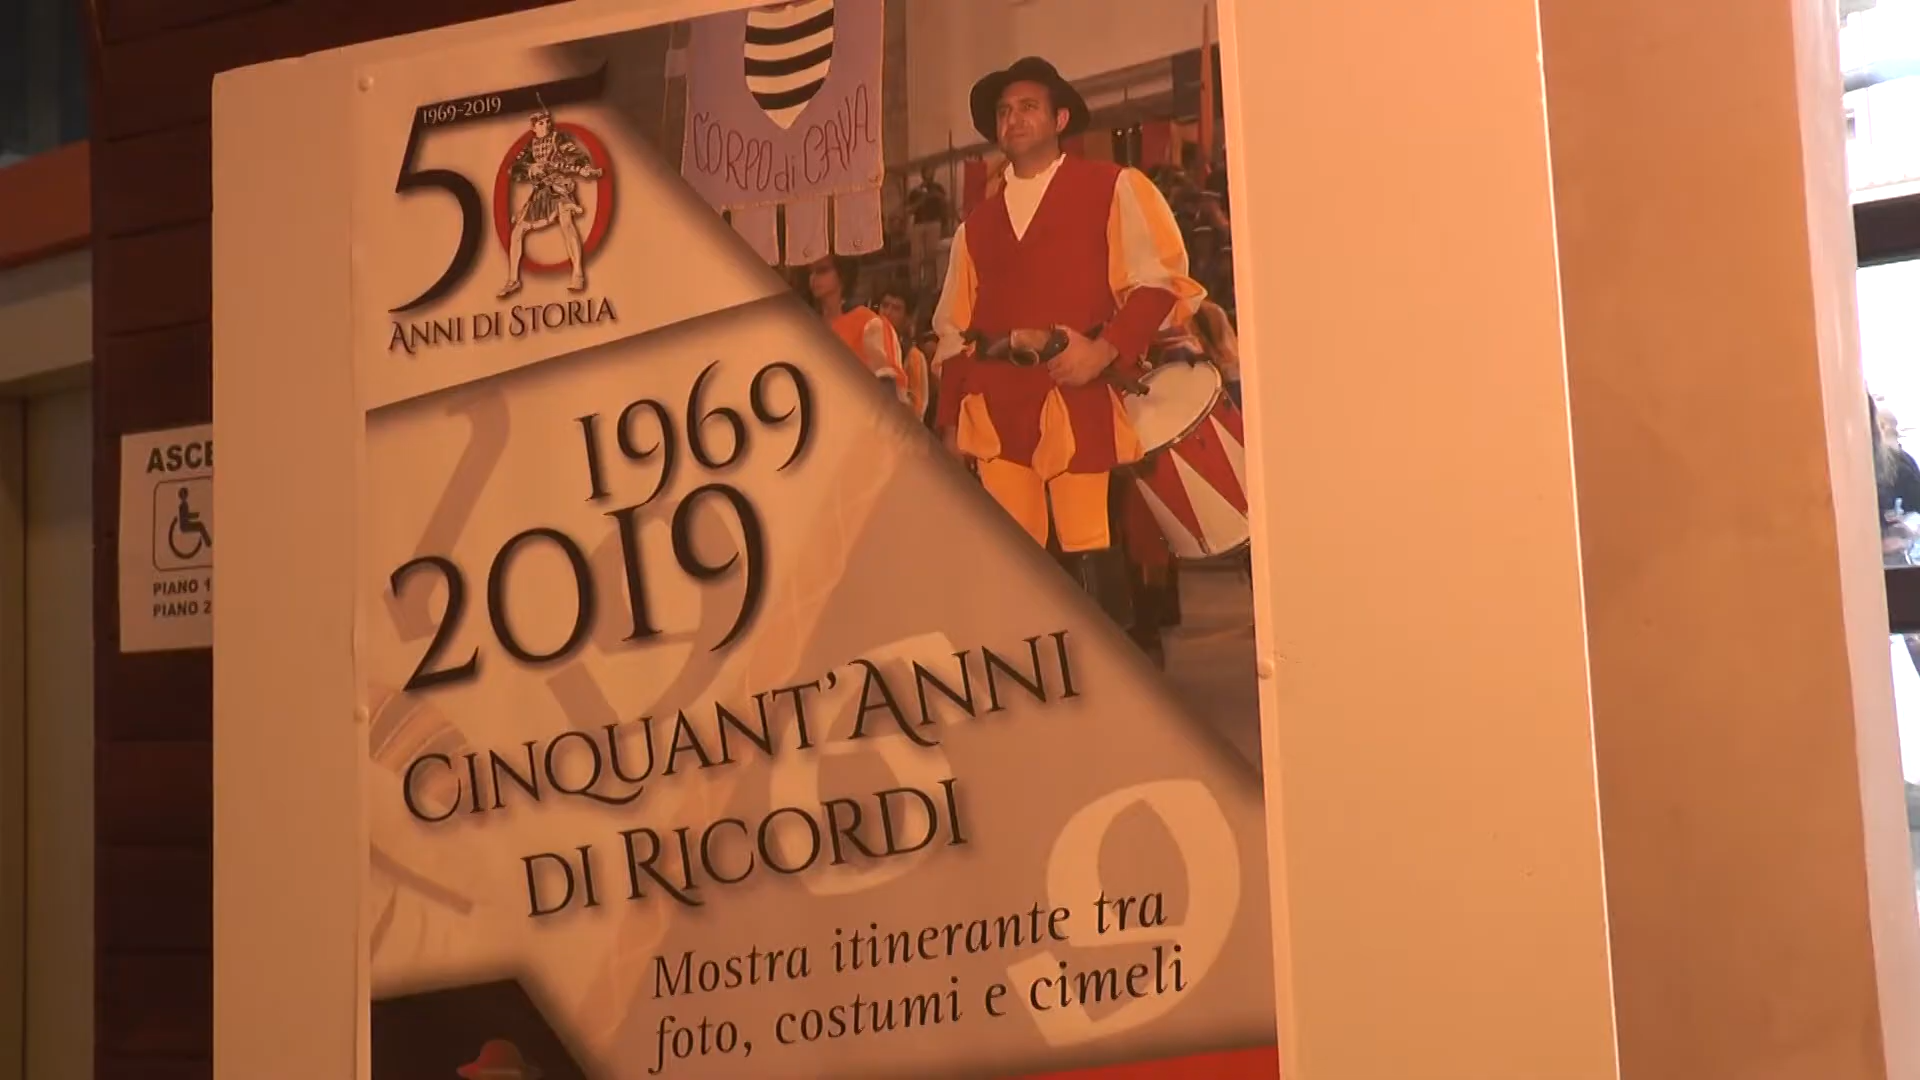 1969-2019
50
ANNI DI STORIA
CORPO di CAVA
1969
2019
CINQUANT'ANNI
DI RICORDI
Mostra itinerante tra
foto, costumi e cimeli
PIANO 1
PIANO 2